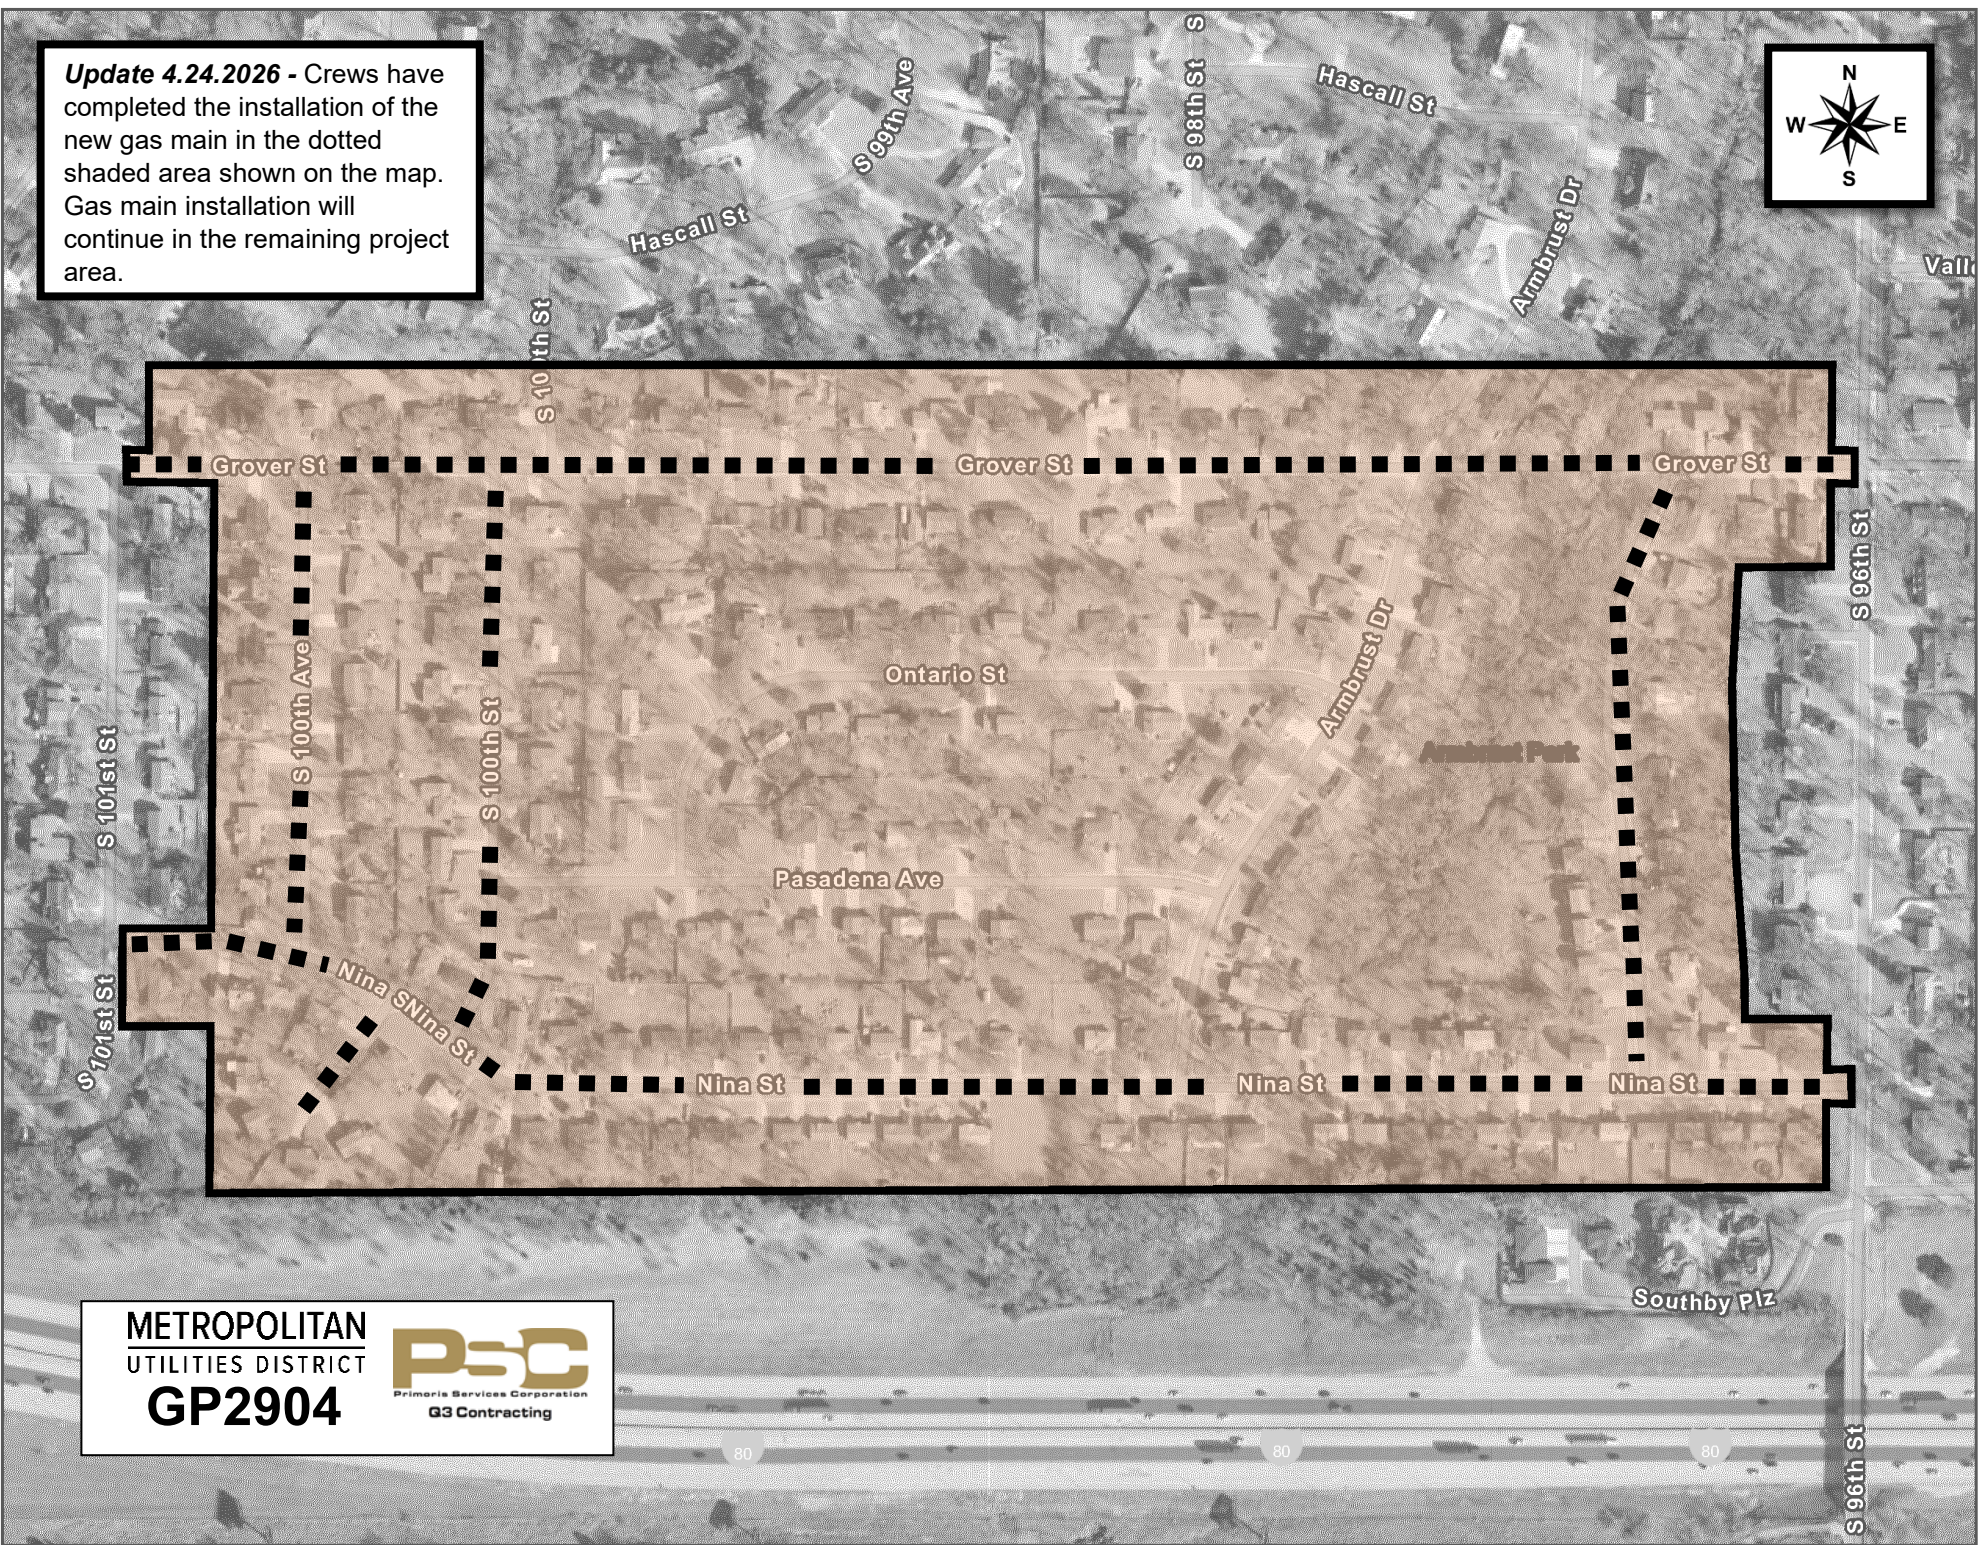 Update 4.24.2026 - Crews have
completed the installation of the
new gas main in the dotted
shaded area shown on the map.
Gas main installation will
continue in the remaining project
area.
N
W E
S
S 99th Ave
S 98th St
S
Hascall St
Hascall St
Armbrust Dr
S 100th St
Grover St
Grover St
Grover St
S 96th St
S 100th Ave
S 100th St
Ontario St
Armbrust Dr
Armbrust Park
S 101st St
Pasadena Ave
Nina S
Nina St
S 101st St
Nina St
Nina St
Nina St
Southby Plz
METROPOLITAN
UTILITIES DISTRICT
GP2904
PSC
Primoris Services Corporation
Q3 Contracting
80
80
80
S 96th St